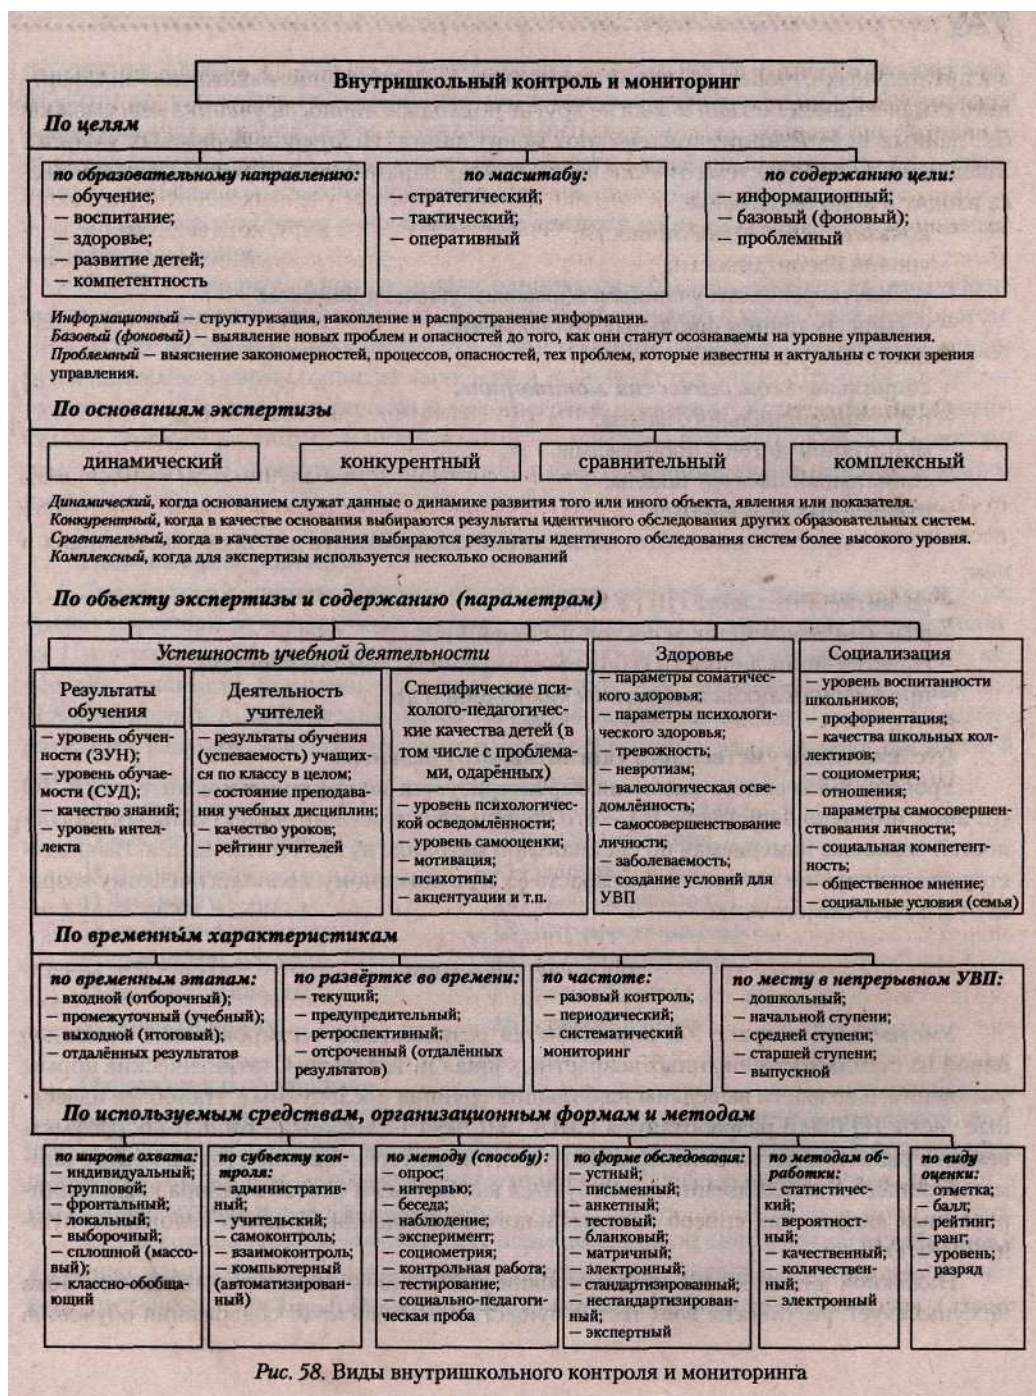 Внутришкольный контроль и мониторинг
По целям
по образовательному направлению:
— обучение;
— воспитание;
— здоровье;
— развитие детей;
— компетентность
по масштабу:
— стратегический;
— тактический;
— оперативный
по содержанию цели:
— информационный;
— базовый (фоновый);
— проблемный
Информационный — структуризация, накопление и распространение информации.
Базовый (фоновый) — выявление новых проблем и опасностей до того, как они станут осознаваемы на уровне управления.
Проблемный — выяснение закономерностей, процессов, опасностей, тех проблем, которые известны и актуальны с точки зрения
управления.
По основаниям экспертизы
динамический
конкурентный
сравнительный
комплексный
Динамический, когда основанием служат данные о динамике развития того или иного объекта, явления или показателя.
Конкурентный, когда в качестве основания выбираются результаты идентичного обследования других образовательных систем.
Сравнительный, когда в качестве основания выбираются результаты идентичного обследования систем более высокого уровня.
Комплексный, когда для экспертизы используется несколько оснований
По объекту экспертизы и содержанию (параметрам)
Успешность учебной деятельности
Результаты
обучения
— уровень обучен-
ности (ЗУН);
— уровень обучае-
мости (СУД);
— качество знаний;
— уровень интел-
лекта
Деятельность
учителей
— результаты обучения
(успеваемость) учащих-
ся по классу в целом;
— состояние преподава-
ния учебных дисциплин;
— качество уроков;
— рейтинг учителей
Специфические пси-
холого-педагогичес-
кие качества детей (в
том числе с проблема-
ми, одарённых)
— уровень психологичес-
кой осведомлённости;
— уровень самооценки;
— мотивация;
— психотипы;
— акцентуации и т.п.
Здоровье
— параметры соматичес-
кого здоровья;
— параметры психологи-
ческого здоровья;
— тревожность;
— невротизм;
— валеологическая осве-
домлённость;
— самосовершенствование
личности;
— заболеваемость;
— создание условий для
УВП
Социализация
— уровень воспитанности
школьников;
— профориентация;
— качества школьных кол-
лективов;
— социометрия;
— отношения;
— параметры самосовершен-
ствования личности;
— социальная компетент-
ность;
— общественное мнение;
— социальные условия (семья)
По временны́м характеристикам
по временным этапам:
— входной (отборочный);
— промежуточный (учебный);
— выходной (итоговый);
— отдалённых результатов
по развёртке во времени:
— текущий;
— предупредительный;
— ретроспективный;
— отсроченный (отдалённых
результатов)
по частоте:
— разовый контроль;
— периодический;
— систематический
мониторинг
по месту в непрерывном УВП:
— дошкольный;
— начальной ступени;
— средней ступени;
— старшей ступени;
— выпускной
По используемым средствам, организационным формам и методам
по широте охвата:
— индивидуальный;
— групповой;
— фронтальный;
— локальный;
— выборочный;
— сплошной (массо-
вый);
— классно-обобща-
ющий
по субъекту кон-
троля:
— административ-
ный;
— учительский;
— самоконтроль;
— взаимоконтроль;
— компьютерный
(автоматизирован-
ный)
по методу (способу):
— опрос;
— интервью;
— беседа;
— наблюдение;
— эксперимент;
— социометрия;
— контрольная работа;
— тестирование;
— социально-педагоги-
ческая проба
по форме обследования:
— устный;
— письменный;
— анкетный;
— тестовый;
— бланковый;
— матричный;
— электронный;
— стандартизированный;
— нестандартизирован-
ный;
— экспертный
по методам об-
работки:
— статистичес-
кий;
— вероятност-
ный;
— качественный;
— количествен-
ный;
— электронный
по виду
оценки:
— отметка;
— балл;
— рейтинг;
— ранг;
— уровень;
— разряд
Рис. 58. Виды внутришкольного контроля и мониторинга